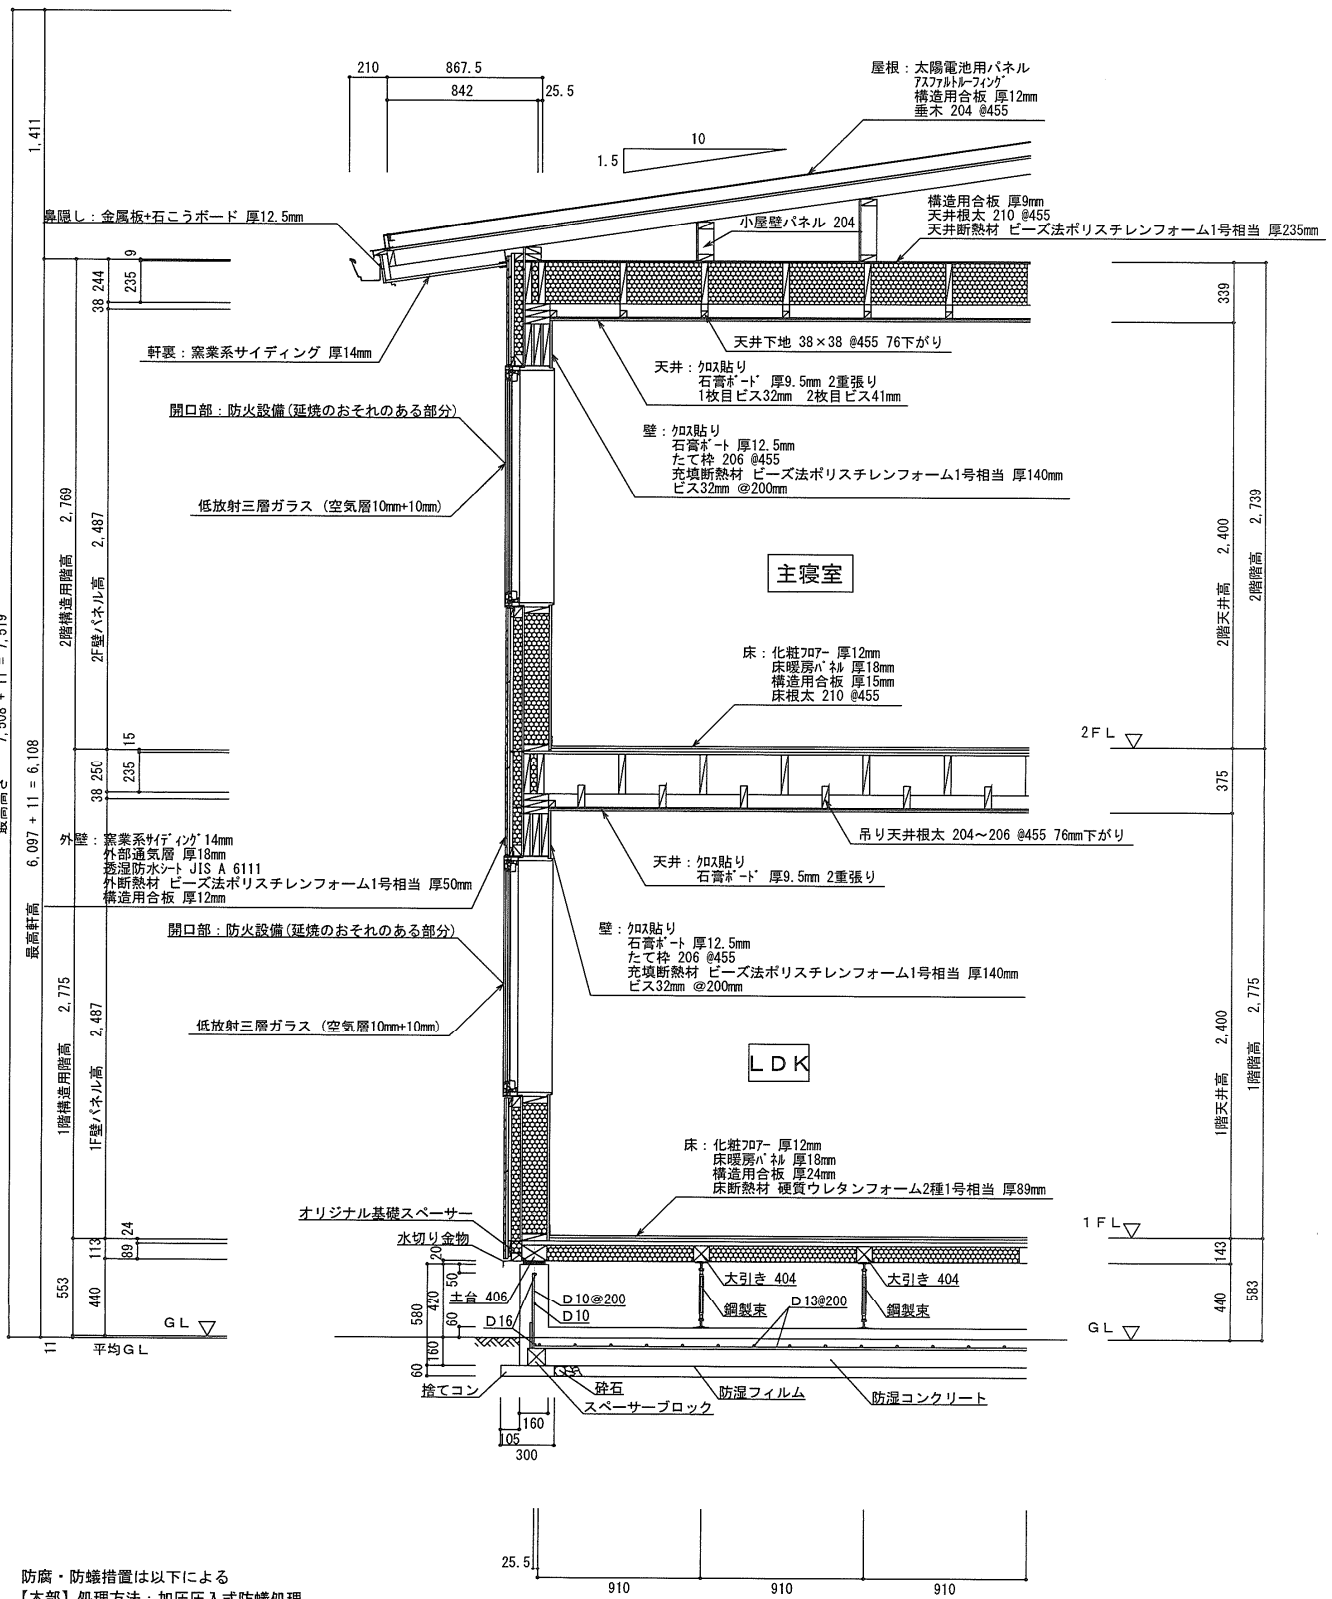 210
867.5
842
25.5
屋根：太陽電池用パネル
ｱｽﾌｧﾙﾄﾙｰﾌｨﾝｸﾞ
構造用合板 厚12mm
垂木 204 @455
10
1.5
1,411
鼻隠し：金属板+石こうボード 厚12.5mm
構造用合板 厚9mm
天井根太 210 @455
天井断熱材 ビーズ法ポリスチレンフォーム1号相当 厚235mm
小屋壁パネル 204
9
244
235
38
339
軒裏：窯業系サイディング 厚14mm
天井下地 38×38 @455 76下がり
天井：ｸﾛｽ貼り
石膏ﾎﾞｰﾄﾞ 厚9.5mm 2重張り
1枚目ビス32mm 2枚目ビス41mm
開口部：防火設備(延焼のおそれのある部分)
壁：ｸﾛｽ貼り
石膏ﾎﾞｰﾄ 厚12.5mm
たて枠 206 @455
充填断熱材 ビーズ法ポリスチレンフォーム1号相当 厚140mm
ビス32mm @200mm
低放射三層ガラス (空気層10mm+10mm)
2階構造用階高 2,769
2F壁パネル高 2,487
2階天井高 2,400
2階階高 2,739
主寝室
床：化粧ﾌﾛｱｰ 厚12mm
床暖房ﾊﾟﾈﾙ 厚18mm
構造用合板 厚15mm
床根太 210 @455
2FL
最高高さ 7,508 + 11 = 7,519
最高軒高 6,097 + 11 = 6,108
15
250
235
38
375
吊り天井根太 204～206 @455 76mm下がり
外壁：窯業系ｻｲﾃﾞｨﾝｸﾞ14mm
外部通気層 厚18mm
透湿防水ｼｰﾄ JIS A 6111
外断熱材 ビーズ法ポリスチレンフォーム1号相当 厚50mm
構造用合板 厚12mm
天井：ｸﾛｽ貼り
石膏ﾎﾞｰﾄﾞ 厚9.5mm 2重張り
開口部：防火設備(延焼のおそれのある部分)
壁：ｸﾛｽ貼り
石膏ﾎﾞｰﾄ 厚12.5mm
たて枠 206 @455
充填断熱材 ビーズ法ポリスチレンフォーム1号相当 厚140mm
ビス32mm @200mm
低放射三層ガラス (空気層10mm+10mm)
1階構造用階高 2,775
1F壁パネル高 2,487
1階天井高 2,400
1階階高 2,775
LDK
床：化粧ﾌﾛｱｰ 厚12mm
床暖房ﾊﾟﾈﾙ 厚18mm
構造用合板 厚24mm
床断熱材 硬質ウレタンフォーム2種1号相当 厚89mm
オリジナル基礎スペーサー
水切り金物
1FL
24
113
89
20
143
553
440
580
420
50
60
160
60
440
583
土台 406
D10@200
D10
D16
大引き 404
大引き 404
鋼製束
鋼製束
D13@200
GL
GL
11
平均GL
捨てコン
砕石
スペーサーブロック
防湿フィルム
防湿コンクリート
160
105
300
25.5
910
910
910
防腐・防蟻措置は以下による
【木部】処理方法：加圧圧入式防蟻処理